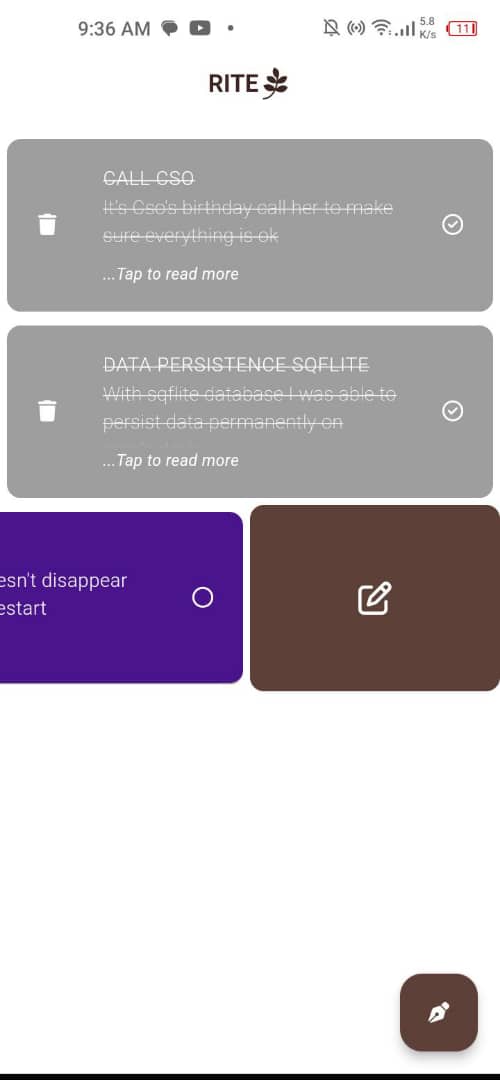 9:36 AM
5.8
K/s
11
RITE
CALL CSO
It's Cso's birthday call her to make
sure everything is ok
...Tap to read more
DATA PERSISTENCE SQFLITE
With sqflite database I was able to
persist data permanently on
...Tap to read more
esn't disappear
estart